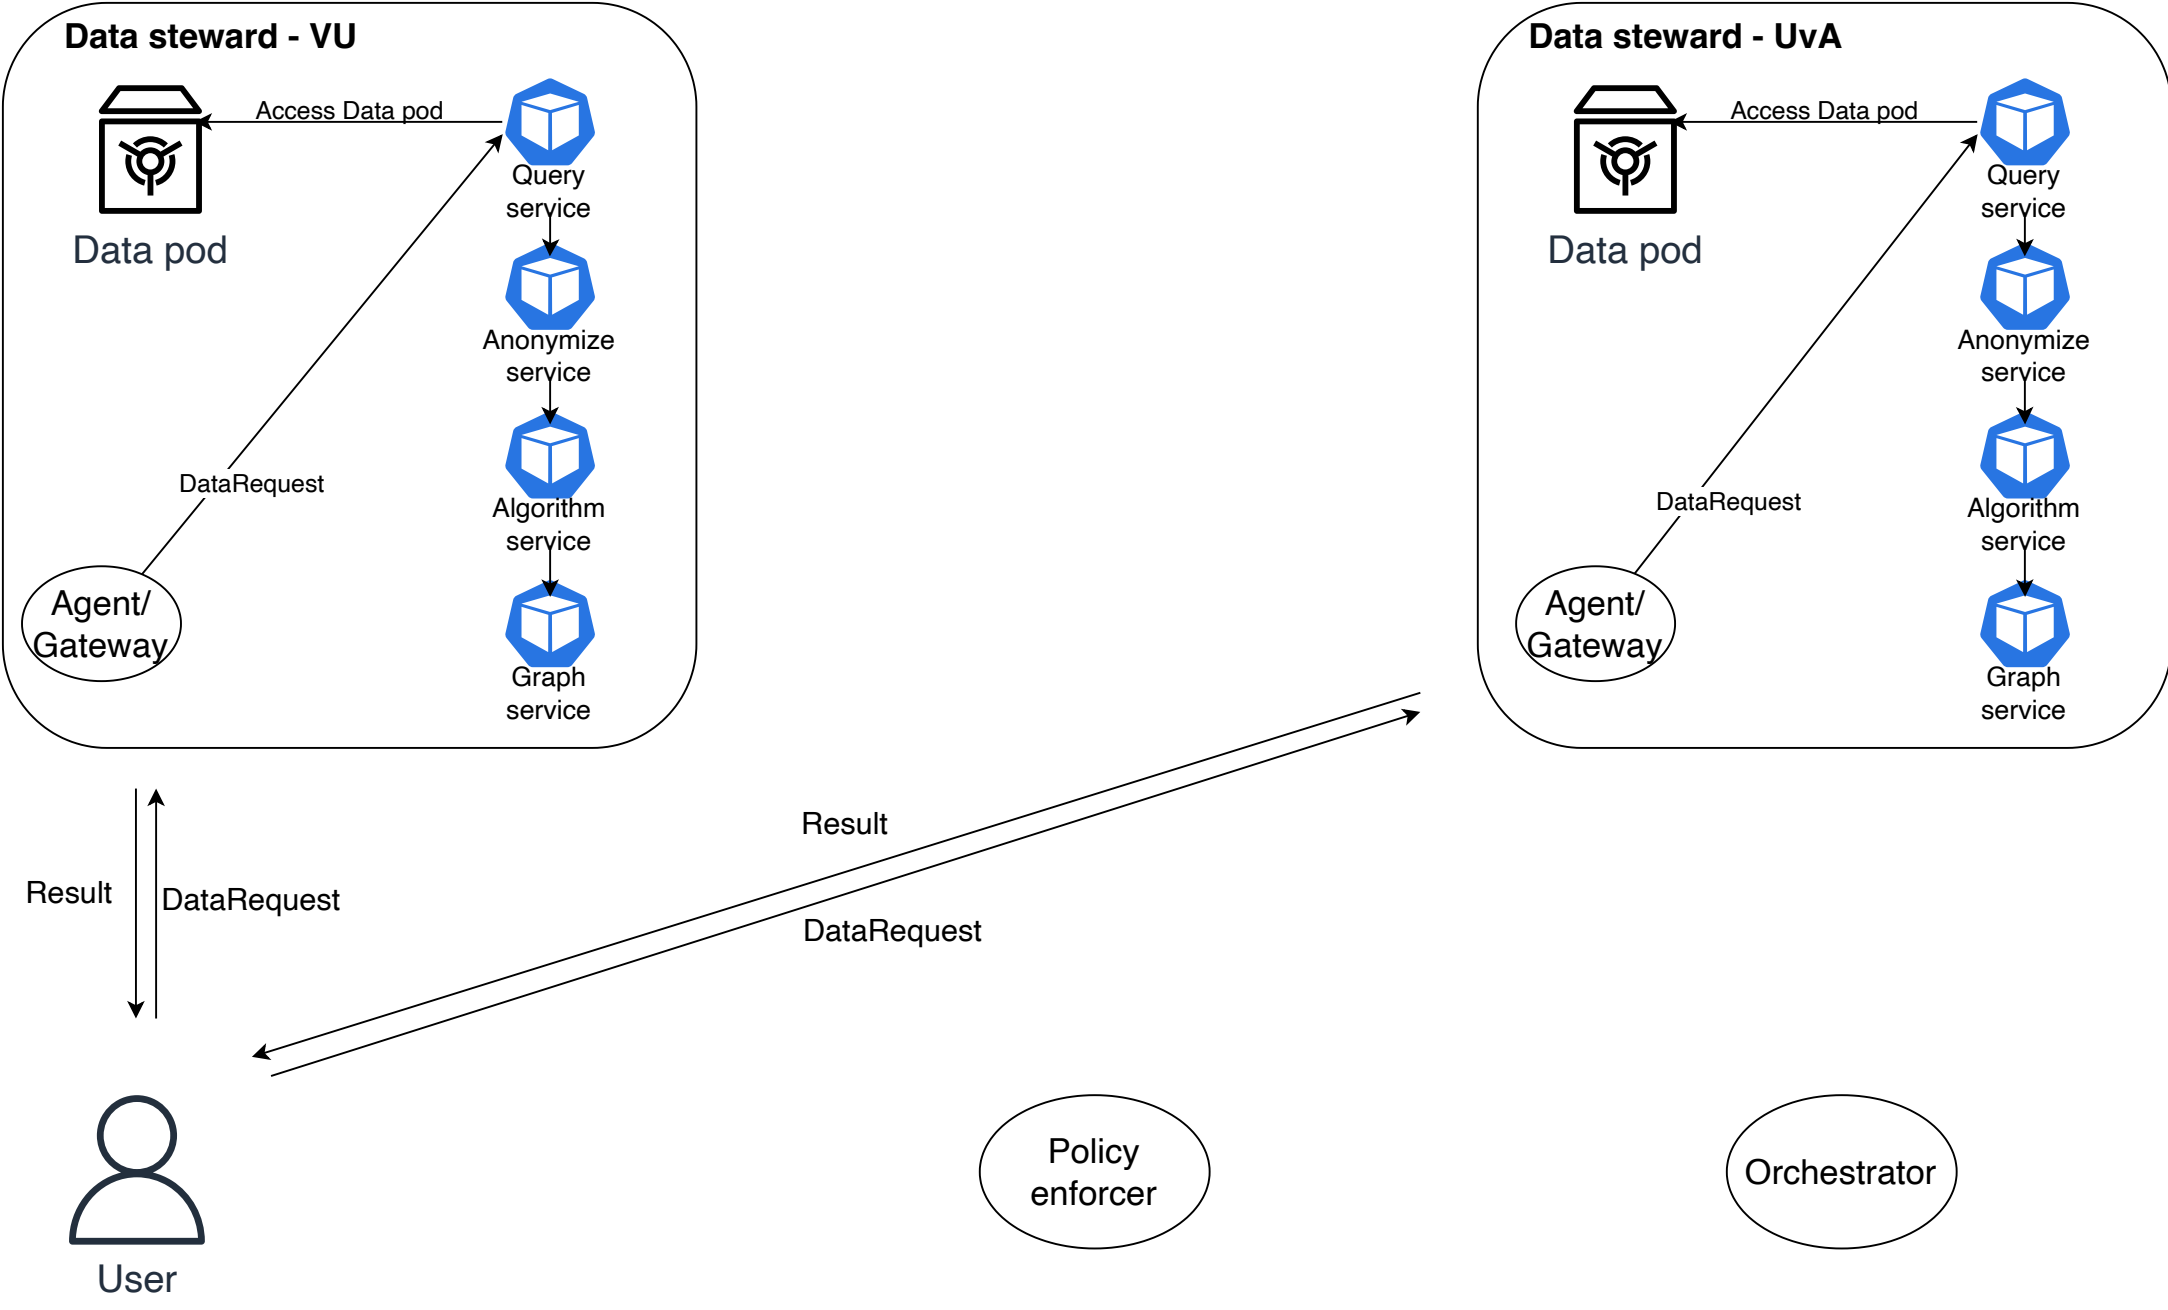 Data steward - VU
Access Data pod
Query
service
Data pod
Anonymize
service
DataRequest
Algorithm
service
Agent/
Gateway
Graph
service
Data steward - UvA
Access Data pod
Query
service
Data pod
Anonymize
service
DataRequest
Algorithm
service
Agent/
Gateway
Graph
service
Result
DataRequest
Result
DataRequest
User
Policy
enforcer
Orchestrator